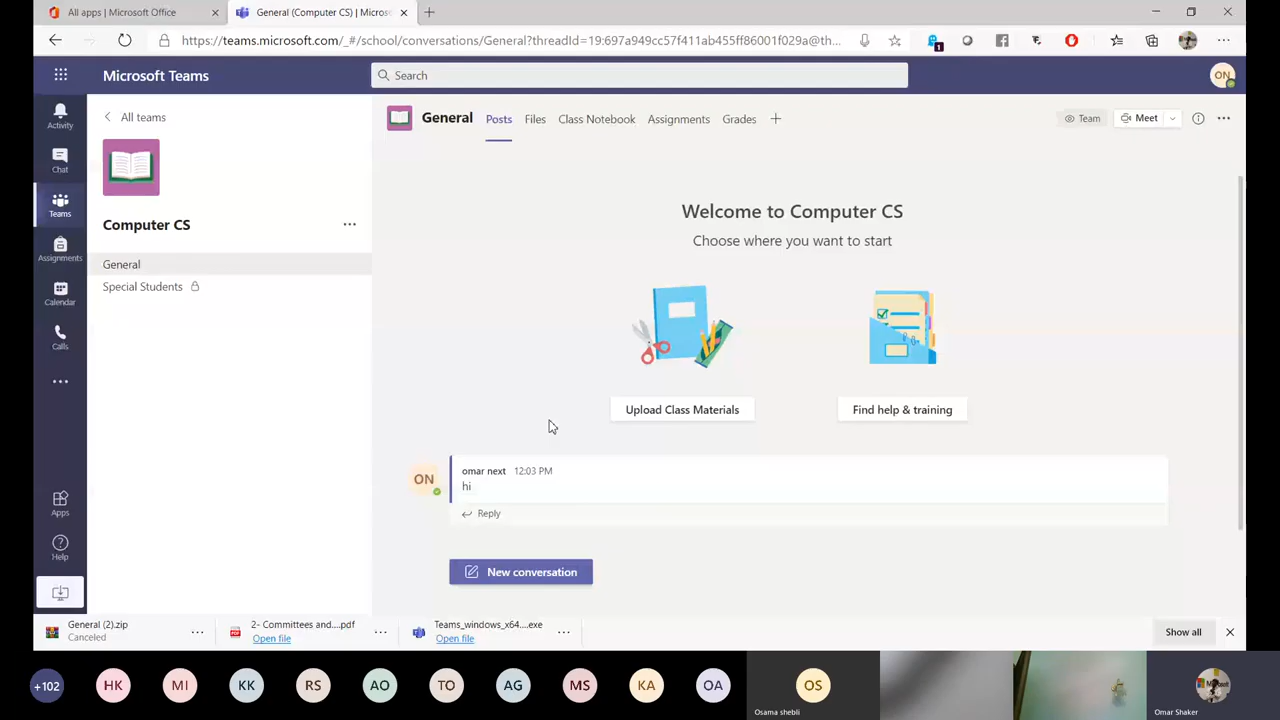 All apps | Microsoft Office
General (Computer CS) | Micros
https://teams.microsoft.com/_#/school/conversations/General?threadId=19:697a949cc57f411ab455ff86001f029a@th...
1
Microsoft Teams
Search
ON
Activity
Chat
Teams
Assignments
Calendar
Calls
Apps
Help
All teams
Computer CS
General
Special Students
General
Posts
Files
Class Notebook
Assignments
Grades
Team
Meet
Welcome to Computer CS
Choose where you want to start
Upload Class Materials
Find help & training
ON
omar next 12:03 PM
hi
Reply
New conversation
General (2).zip
Canceled
2- Committees and....pdf
Open file
Teams_windows_x64....exe
Open file
Show all
+102
HK
MI
KK
RS
AO
TO
AG
MS
KA
OA
OS
Osama shebli
Omar Shaker